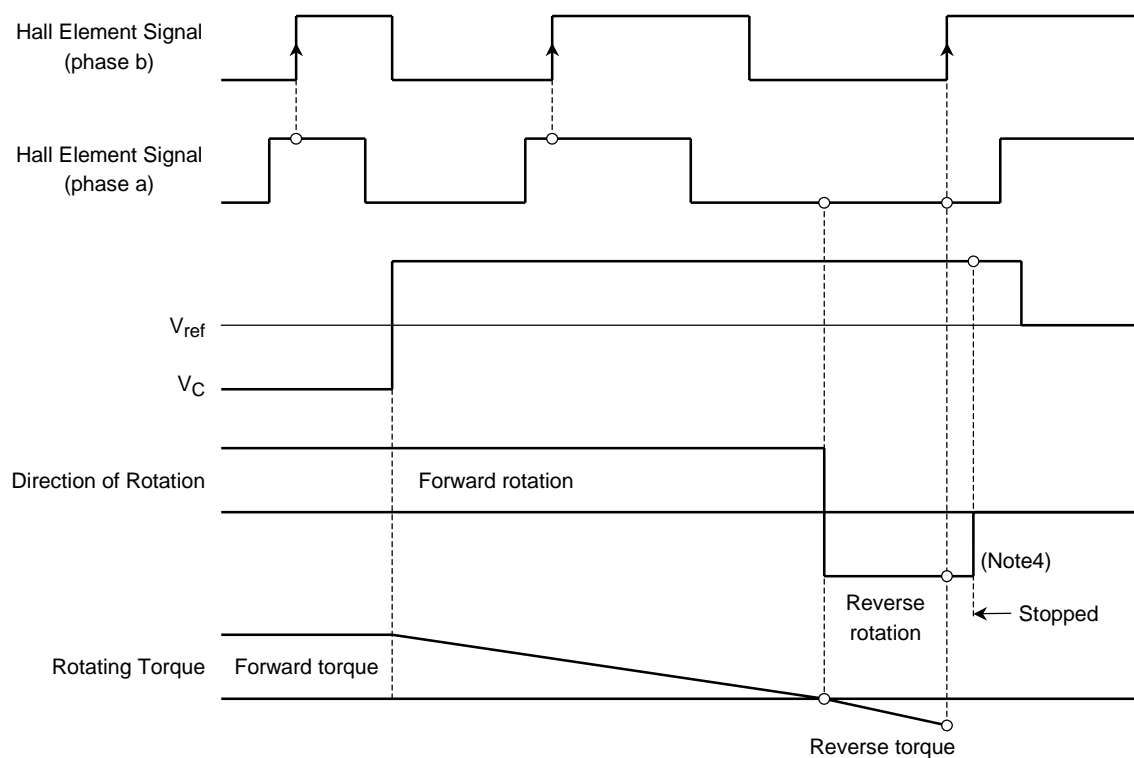 Hall Element Signal
(phase b)
Hall Element Signal
(phase a)
Vref
VC
Direction of Rotation
Forward rotation
(Note4)
Reverse
rotation
Stopped
Rotating Torque
Forward torque
Reverse torque